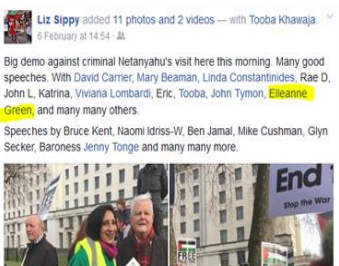 Liz Sippy added 11 photos and 2 videos — with Tooba Khawaja.
6 February at 14:54 ·
Big demo against criminal Netanyahu's visit here this morning. Many good
speeches. With David Carrier, Mary Beaman, Linda Constantinides, Rae D,
John L, Katrina, Viviana Lombardi, Eric, Tooba, John Tymon, Elleanne
Green, and many many others.
Speeches by Bruce Kent, Naomi Idriss-W, Ben Jamal, Mike Cushman, Glyn
Secker, Baroness Jenny Tonge and many many more.
End
Stop the War
FREE